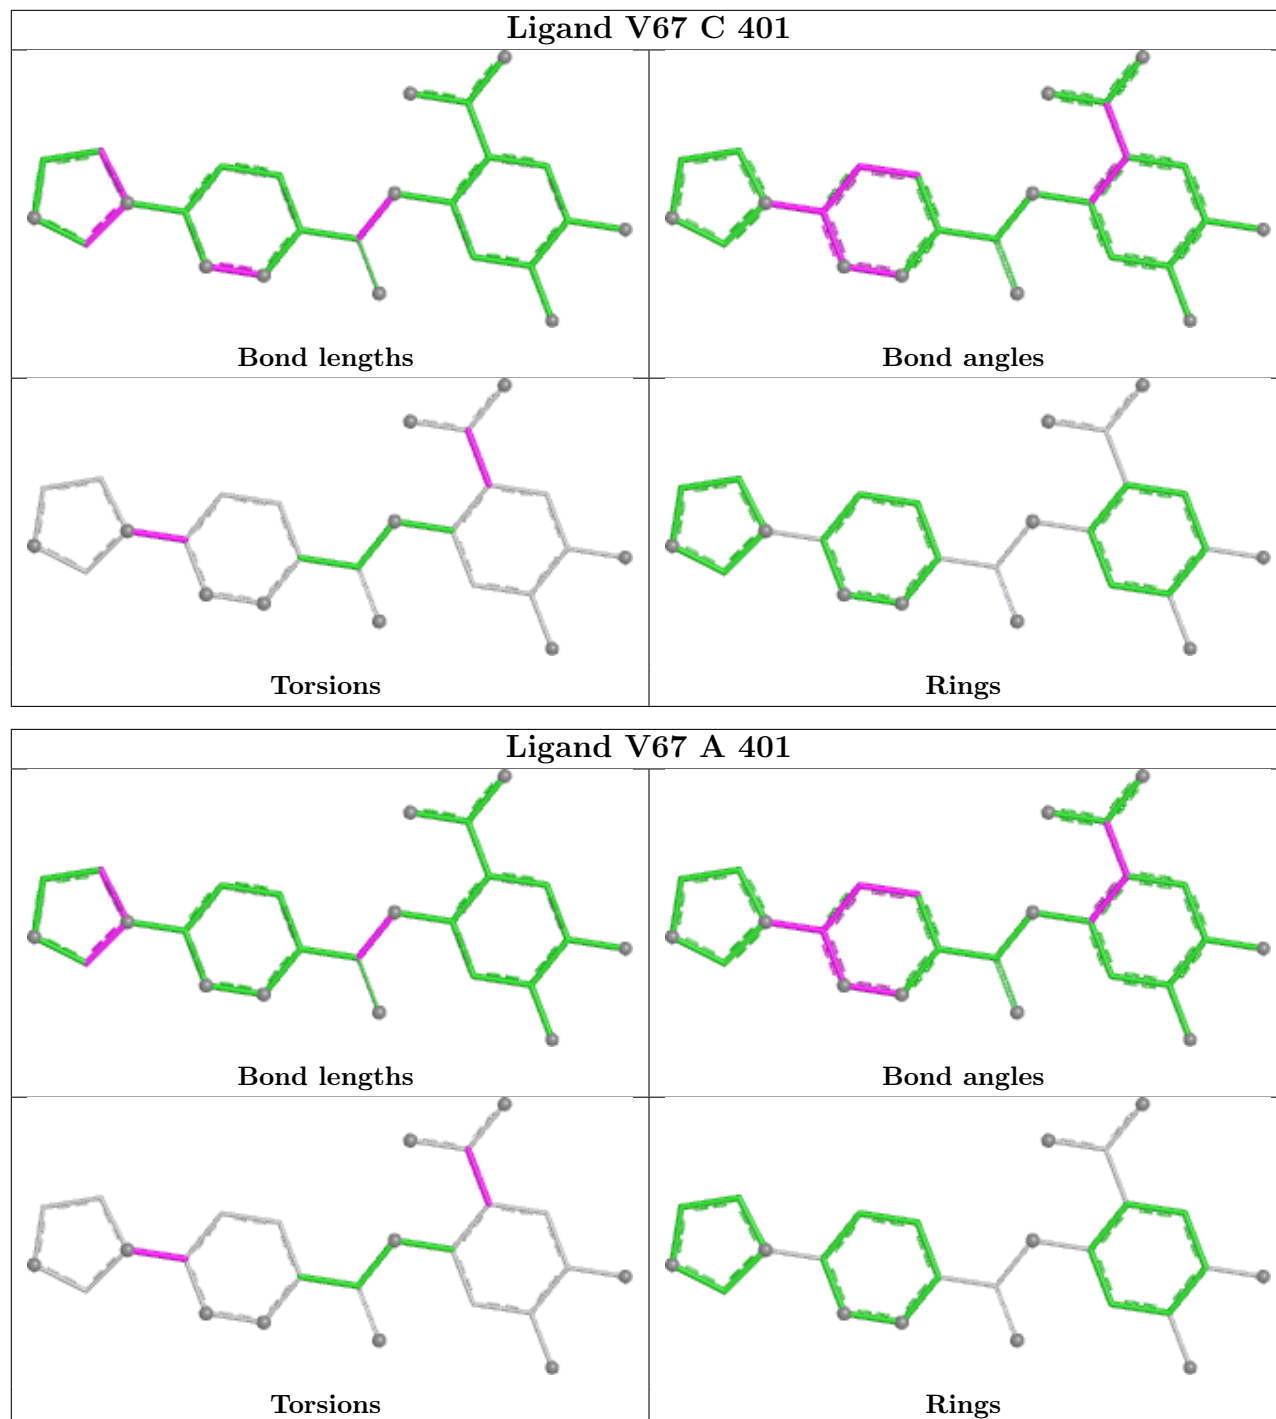 Ligand V67 C 401
Bond lengths
Bond angles
Torsions
Rings
Ligand V67 A 401
Bond lengths
Bond angles
Torsions
Rings